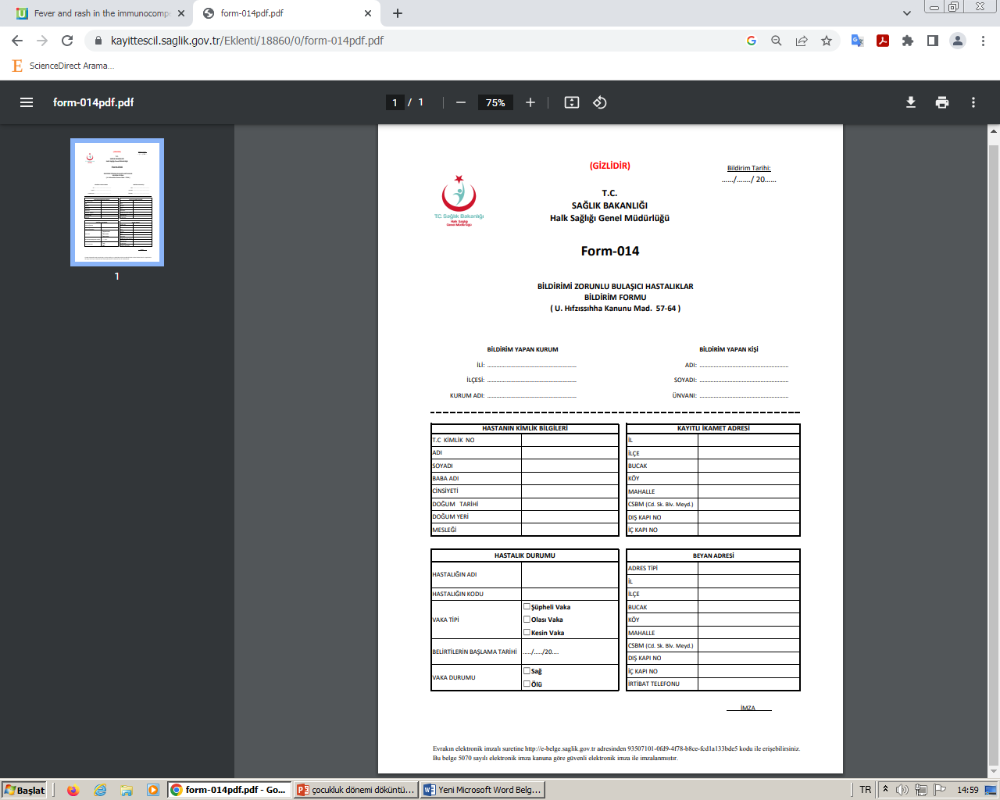 Fever and rash in the immunocomp
form-014pdf.pdf
kayittescil.saglik.gov.tr/Eklenti/18860/0/form-014pdf.pdf
ScienceDirect Arama...
form-014pdf.pdf
1 / 1
75%
1
(GİZLİDİR)
Bildirim Tarihi:
....../......./ 20......
T.C.
SAĞLIK BAKANLIĞI
Halk Sağlığı Genel Müdürlüğü
T.C. Sağlık Bakanlığı
Halk Sağlığı
Genel Müdürlüğü
Form-014
BİLDİRİMİ ZORUNLU BULAŞICI HASTALIKLAR
BİLDİRİM FORMU
( U. Hıfzıssıhha Kanunu Mad. 57-64 )
BİLDİRİM YAPAN KURUM
İLİ: ..........................................................
İLÇESİ: ..........................................................
KURUM ADI: ..........................................................
BİLDİRİM YAPAN KİŞİ
ADI: ..........................................................
SOYADI: ..........................................................
ÜNVANI: ..........................................................
HASTANIN KİMLİK BİLGİLERİ
T.C KİMLİK NO
ADI
SOYADI
BABA ADI
CİNSİYETİ
DOĞUM TARİHİ
DOĞUM YERİ
MESLEĞİ
KAYITLI İKAMET ADRESİ
İL
İLÇE
BUCAK
KÖY
MAHALLE
CSBM (Cd. Sk. Blv. Meyd.)
DIŞ KAPI NO
İÇ KAPI NO
HASTALIK DURUMU
HASTALIĞIN ADI
HASTALIĞIN KODU
VAKA TİPİ
Şüpheli Vaka
Olası Vaka
Kesin Vaka
BELİRTİLERİN BAŞLAMA TARİHİ ...../...../20....
VAKA DURUMU
Sağ
Ölü
BEYAN ADRESİ
ADRES TİPİ
İL
İLÇE
BUCAK
KÖY
MAHALLE
CSBM (Cd. Sk. Blv. Meyd.)
DIŞ KAPI NO
İÇ KAPI NO
İRTİBAT TELEFONU
İMZA
Evrakın elektronik imzalı suretine http://e-belge.saglik.gov.tr adresinden 93507101-0fd9-4f78-b8ce-fcd1a133bde5 kodu ile erişebilirsiniz.
Bu belge 5070 sayılı elektronik imza kanuna göre güvenli elektronik imza ile imzalanmıştır.
Başlat
form-014pdf.pdf - Go...
çocukluk dönemi döküntü...
Yeni Microsoft Word Belg...
TR
14:59